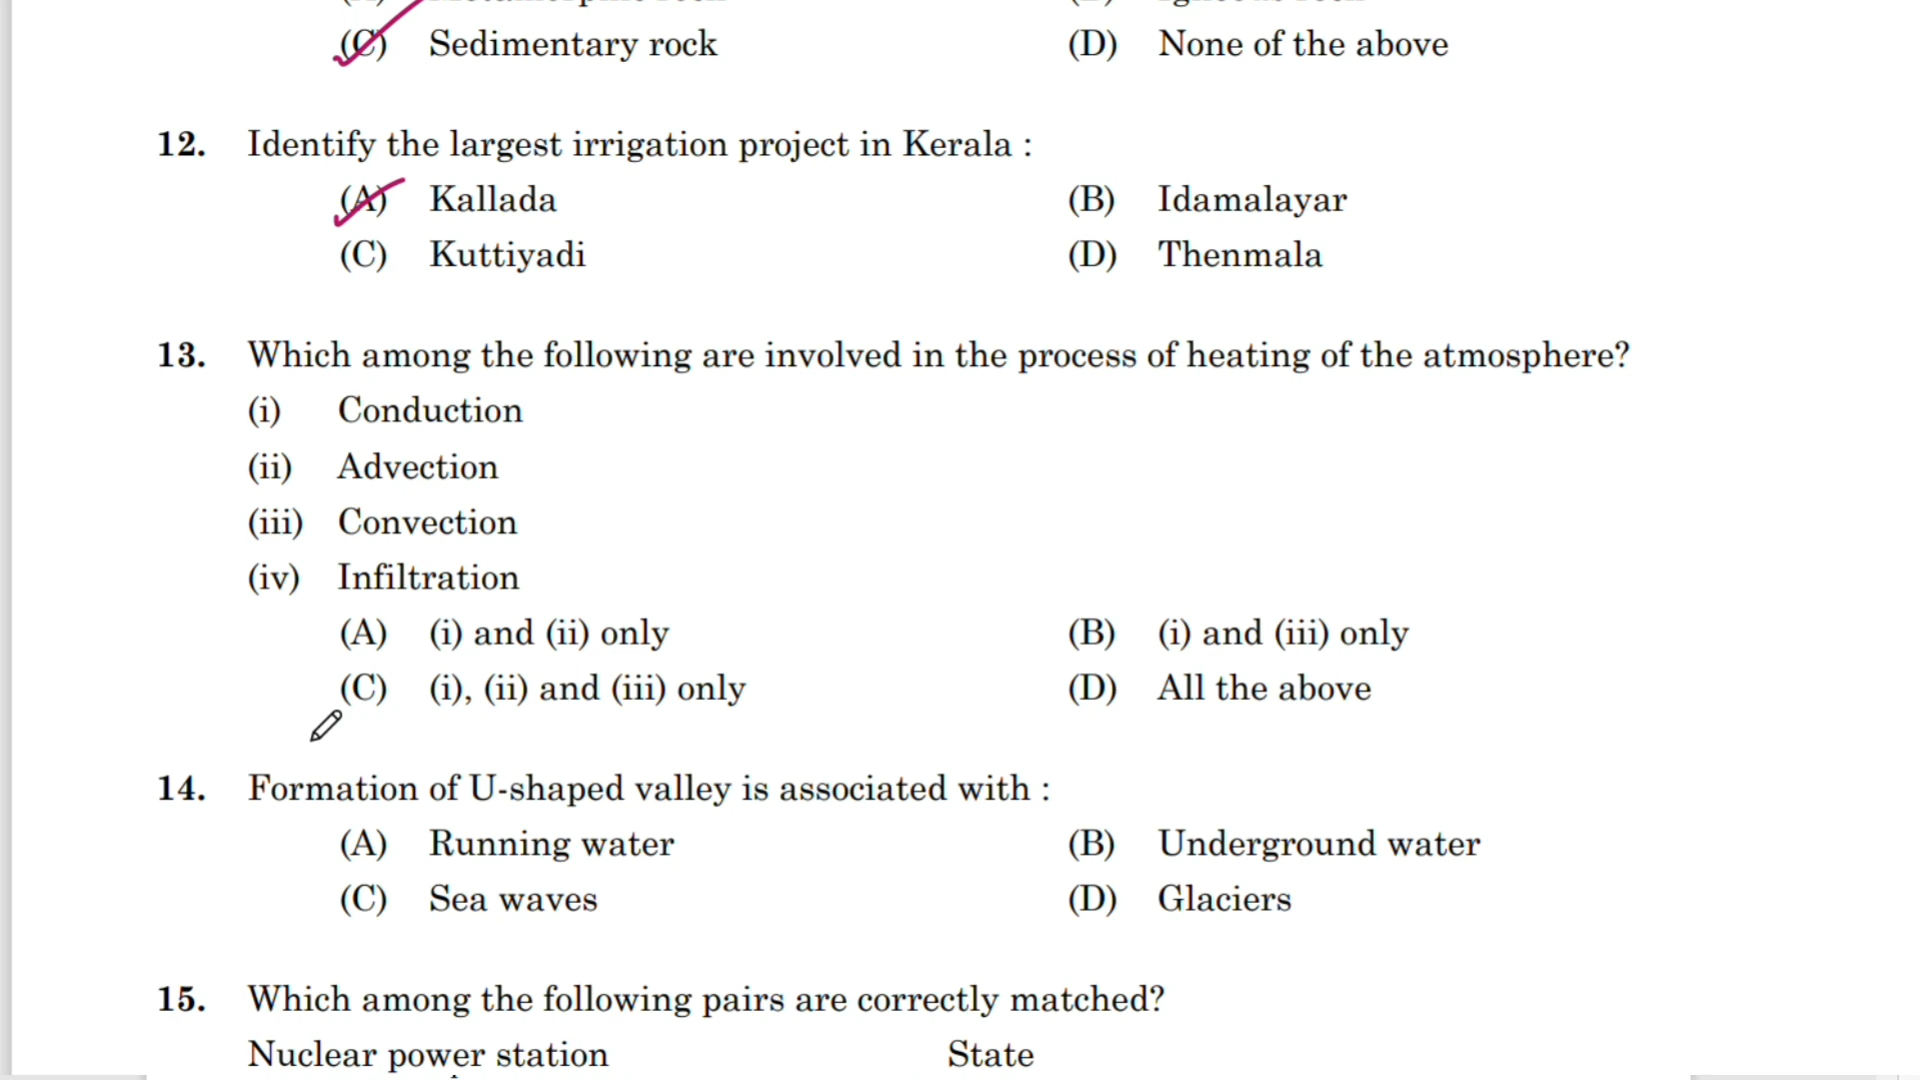 (C) Sedimentary rock (D) None of the above
12. Identify the largest irrigation project in Kerala :
(A) Kallada (B) Idamalayar
(C) Kuttiyadi (D) Thenmala
13. Which among the following are involved in the process of heating of the atmosphere?
(i) Conduction
(ii) Advection
(iii) Convection
(iv) Infiltration
(A) (i) and (ii) only (B) (i) and (iii) only
(C) (i), (ii) and (iii) only (D) All the above
14. Formation of U-shaped valley is associated with :
(A) Running water (B) Underground water
(C) Sea waves (D) Glaciers
15. Which among the following pairs are correctly matched?
Nuclear power station State